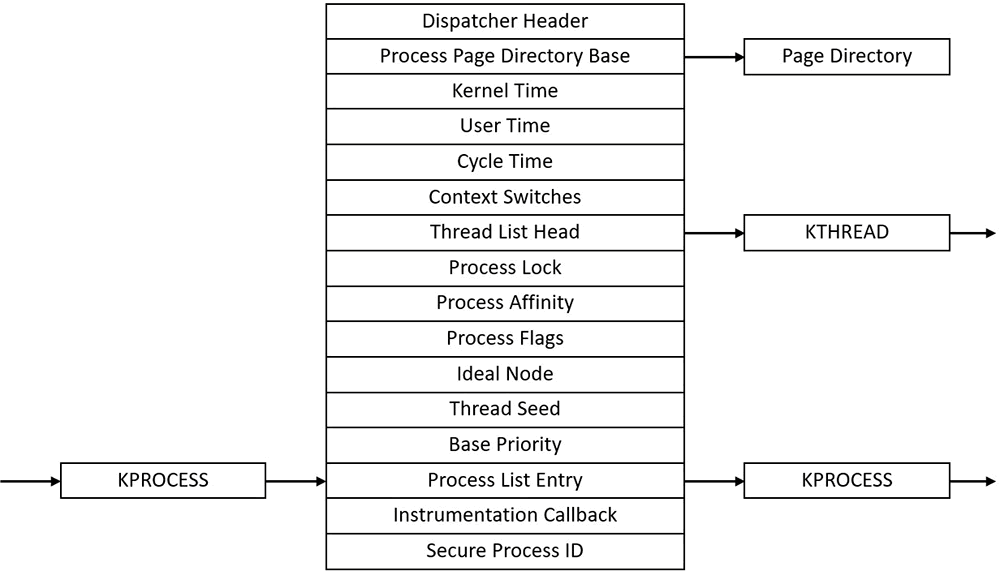 Dispatcher Header
Process Page Directory Base
Page Directory
Kernel Time
User Time
Cycle Time
Context Switches
Thread List Head
KTHREAD
Process Lock
Process Affinity
Process Flags
Ideal Node
Thread Seed
Base Priority
KPROCESS
Process List Entry
KPROCESS
Instrumentation Callback
Secure Process ID